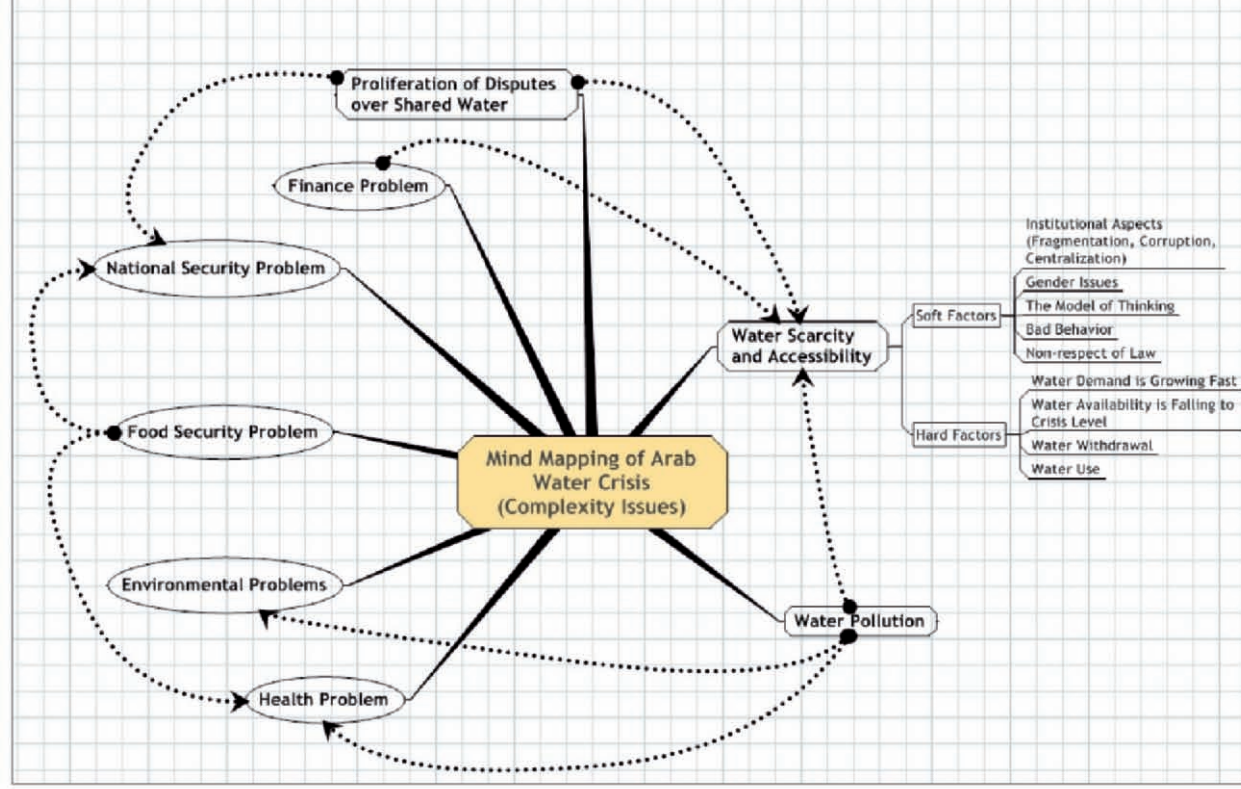 Proliferation of Disputes
over Shared Water
Finance Problem
National Security Problem
Food Security Problem
Environmental Problems
Health Problem
Mind Mapping of Arab
Water Crisis
(Complexity Issues)
Water Scarcity
and Accessibility
Water Pollution
Soft Factors
Institutional Aspects
(Fragmentation, Corruption,
Centralization)
Gender Issues
The Model of Thinking
Bad Behavior
Non-respect of Law
Hard Factors
Water Demand is Growing Fast
Water Availability is Falling to
Crisis Level
Water Withdrawal
Water Use